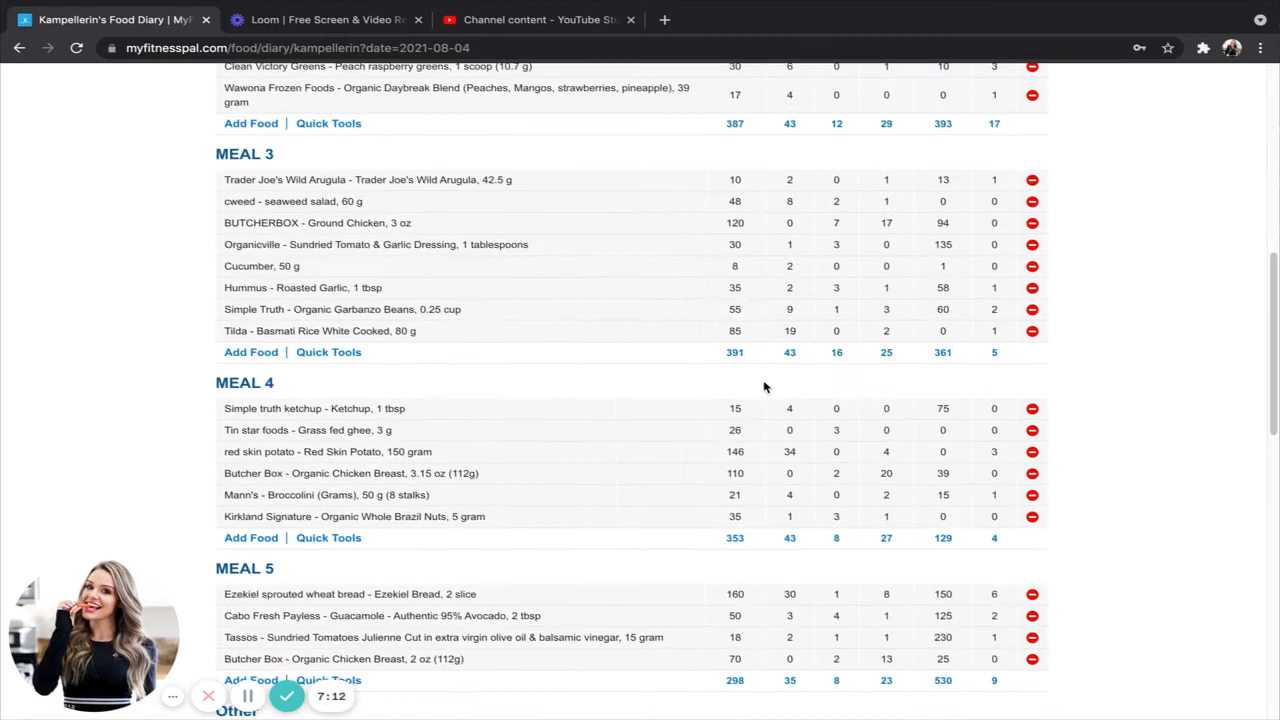 Kampellerin's Food Diary | MyF
Loom | Free Screen & Video Re
Channel content - YouTube Stu
myfitnesspal.com/food/diary/kampellerin?date=2021-08-04
Clean Victory Greens - Peach raspberry greens, 1 scoop (10.7 g) 30 6 0 1 10 3
Wawona Frozen Foods - Organic Daybreak Blend (Peaches, Mangos, strawberries, pineapple), 39
gram 17 4 0 0 0 1
Add Food | Quick Tools 387 43 12 29 393 17
MEAL 3
Trader Joe's Wild Arugula - Trader Joe's Wild Arugula, 42.5 g 10 2 0 1 13 1
cweed - seaweed salad, 60 g 48 8 2 1 0 0
BUTCHERBOX - Ground Chicken, 3 oz 120 0 7 17 94 0
Organicville - Sundried Tomato & Garlic Dressing, 1 tablespoons 30 1 3 0 135 0
Cucumber, 50 g 8 2 0 0 1 0
Hummus - Roasted Garlic, 1 tbsp 35 2 3 1 58 1
Simple Truth - Organic Garbanzo Beans, 0.25 cup 55 9 1 3 60 2
Tilda - Basmati Rice White Cooked, 80 g 85 19 0 2 0 1
Add Food | Quick Tools 391 43 16 25 361 5
MEAL 4
Simple truth ketchup - Ketchup, 1 tbsp 15 4 0 0 75 0
Tin star foods - Grass fed ghee, 3 g 26 0 3 0 0 0
red skin potato - Red Skin Potato, 150 gram 146 34 0 4 0 3
Butcher Box - Organic Chicken Breast, 3.15 oz (112g) 110 0 2 20 39 0
Mann's - Broccolini (Grams), 50 g (8 stalks) 21 4 0 2 15 1
Kirkland Signature - Organic Whole Brazil Nuts, 5 gram 35 1 3 1 0 0
Add Food | Quick Tools 353 43 8 27 129 4
MEAL 5
Ezekiel sprouted wheat bread - Ezekiel Bread, 2 slice 160 30 1 8 150 6
Cabo Fresh Payless - Guacamole - Authentic 95% Avocado, 2 tbsp 50 3 4 1 125 2
Tassos - Sundried Tomatoes Julienne Cut in extra virgin olive oil & balsamic vinegar, 15 gram 18 2 1 1 230 1
Butcher Box - Organic Chicken Breast, 2 oz (112g) 70 0 2 13 25 0
Add Food | Quick Tools 298 35 8 23 530 9
7:12
Other